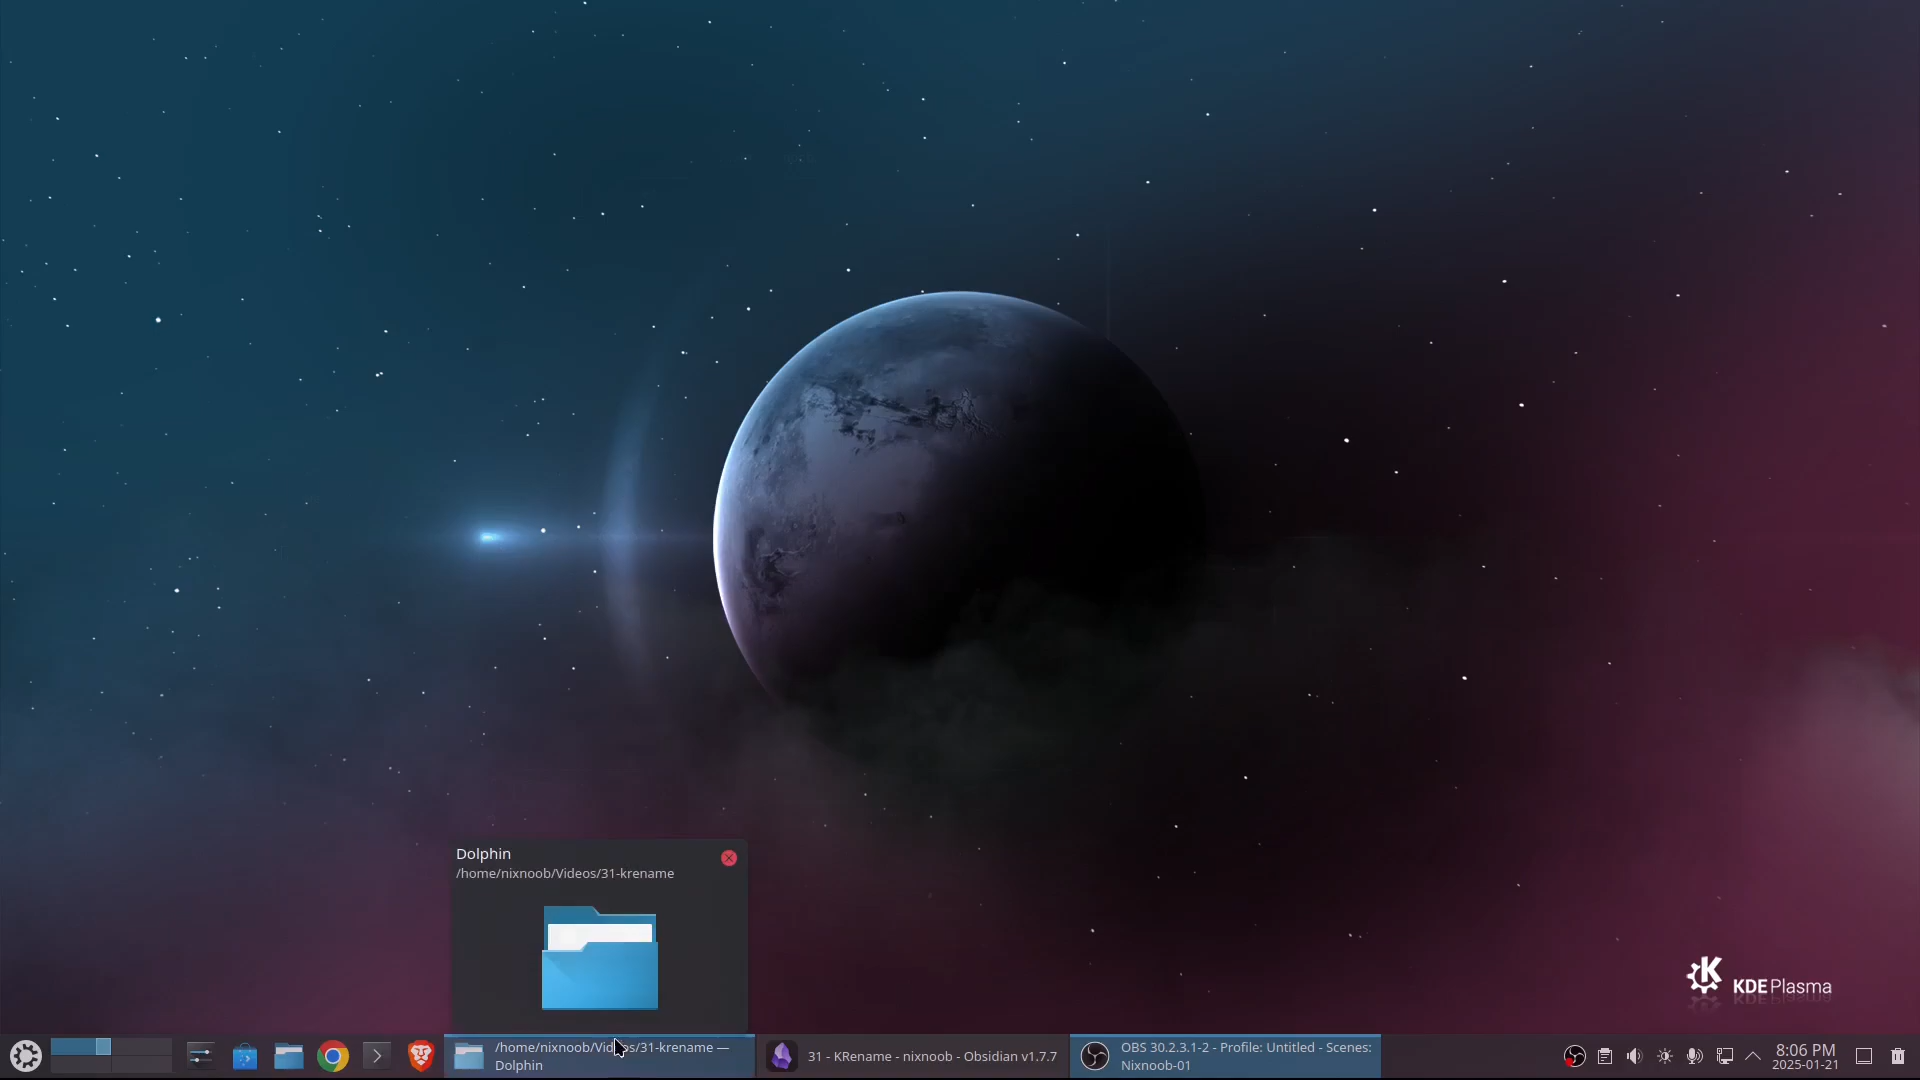 Dolphin
/home/nixnoob/Videos/31-krename
KDE Plasma
/home/nixnoob/Videos/31-krename —
Dolphin
31 - KRename - nixnoob - Obsidian v1.7.7
OBS 30.2.3.1-2 - Profile: Untitled - Scenes:
Nixnoob-01
8:06 PM
2025-01-21